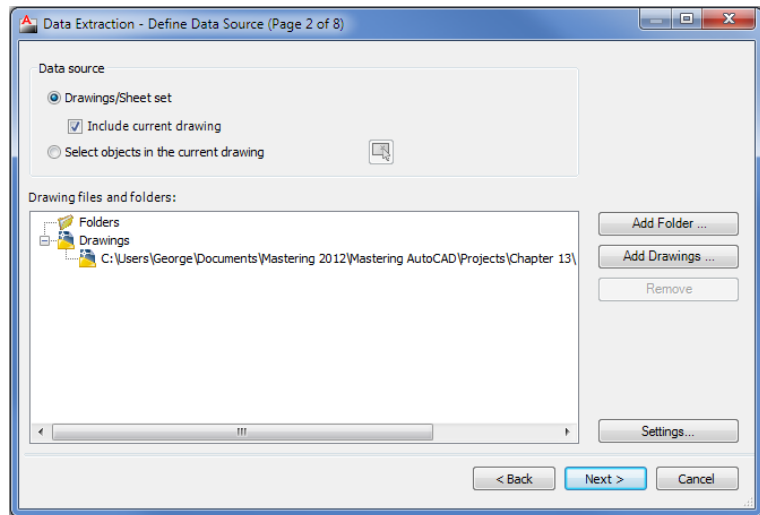 Data Extraction - Define Data Source (Page 2 of 8)
Data source
Drawings/Sheet set
Include current drawing
Select objects in the current drawing
Drawing files and folders:
Folders
Add Folder ...
Drawings
C:\Users\George\Documents\Mastering 2012\Mastering AutoCAD\Projects\Chapter 13\
Add Drawings ...
Remove
Settings...
< Back Next > Cancel